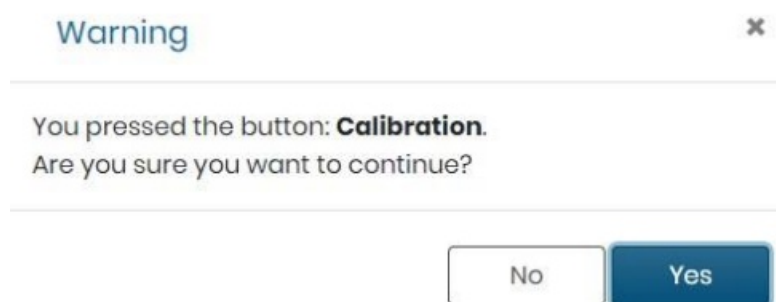 Warning
You pressed the button: Calibration.
Are you sure you want to continue?
No Yes